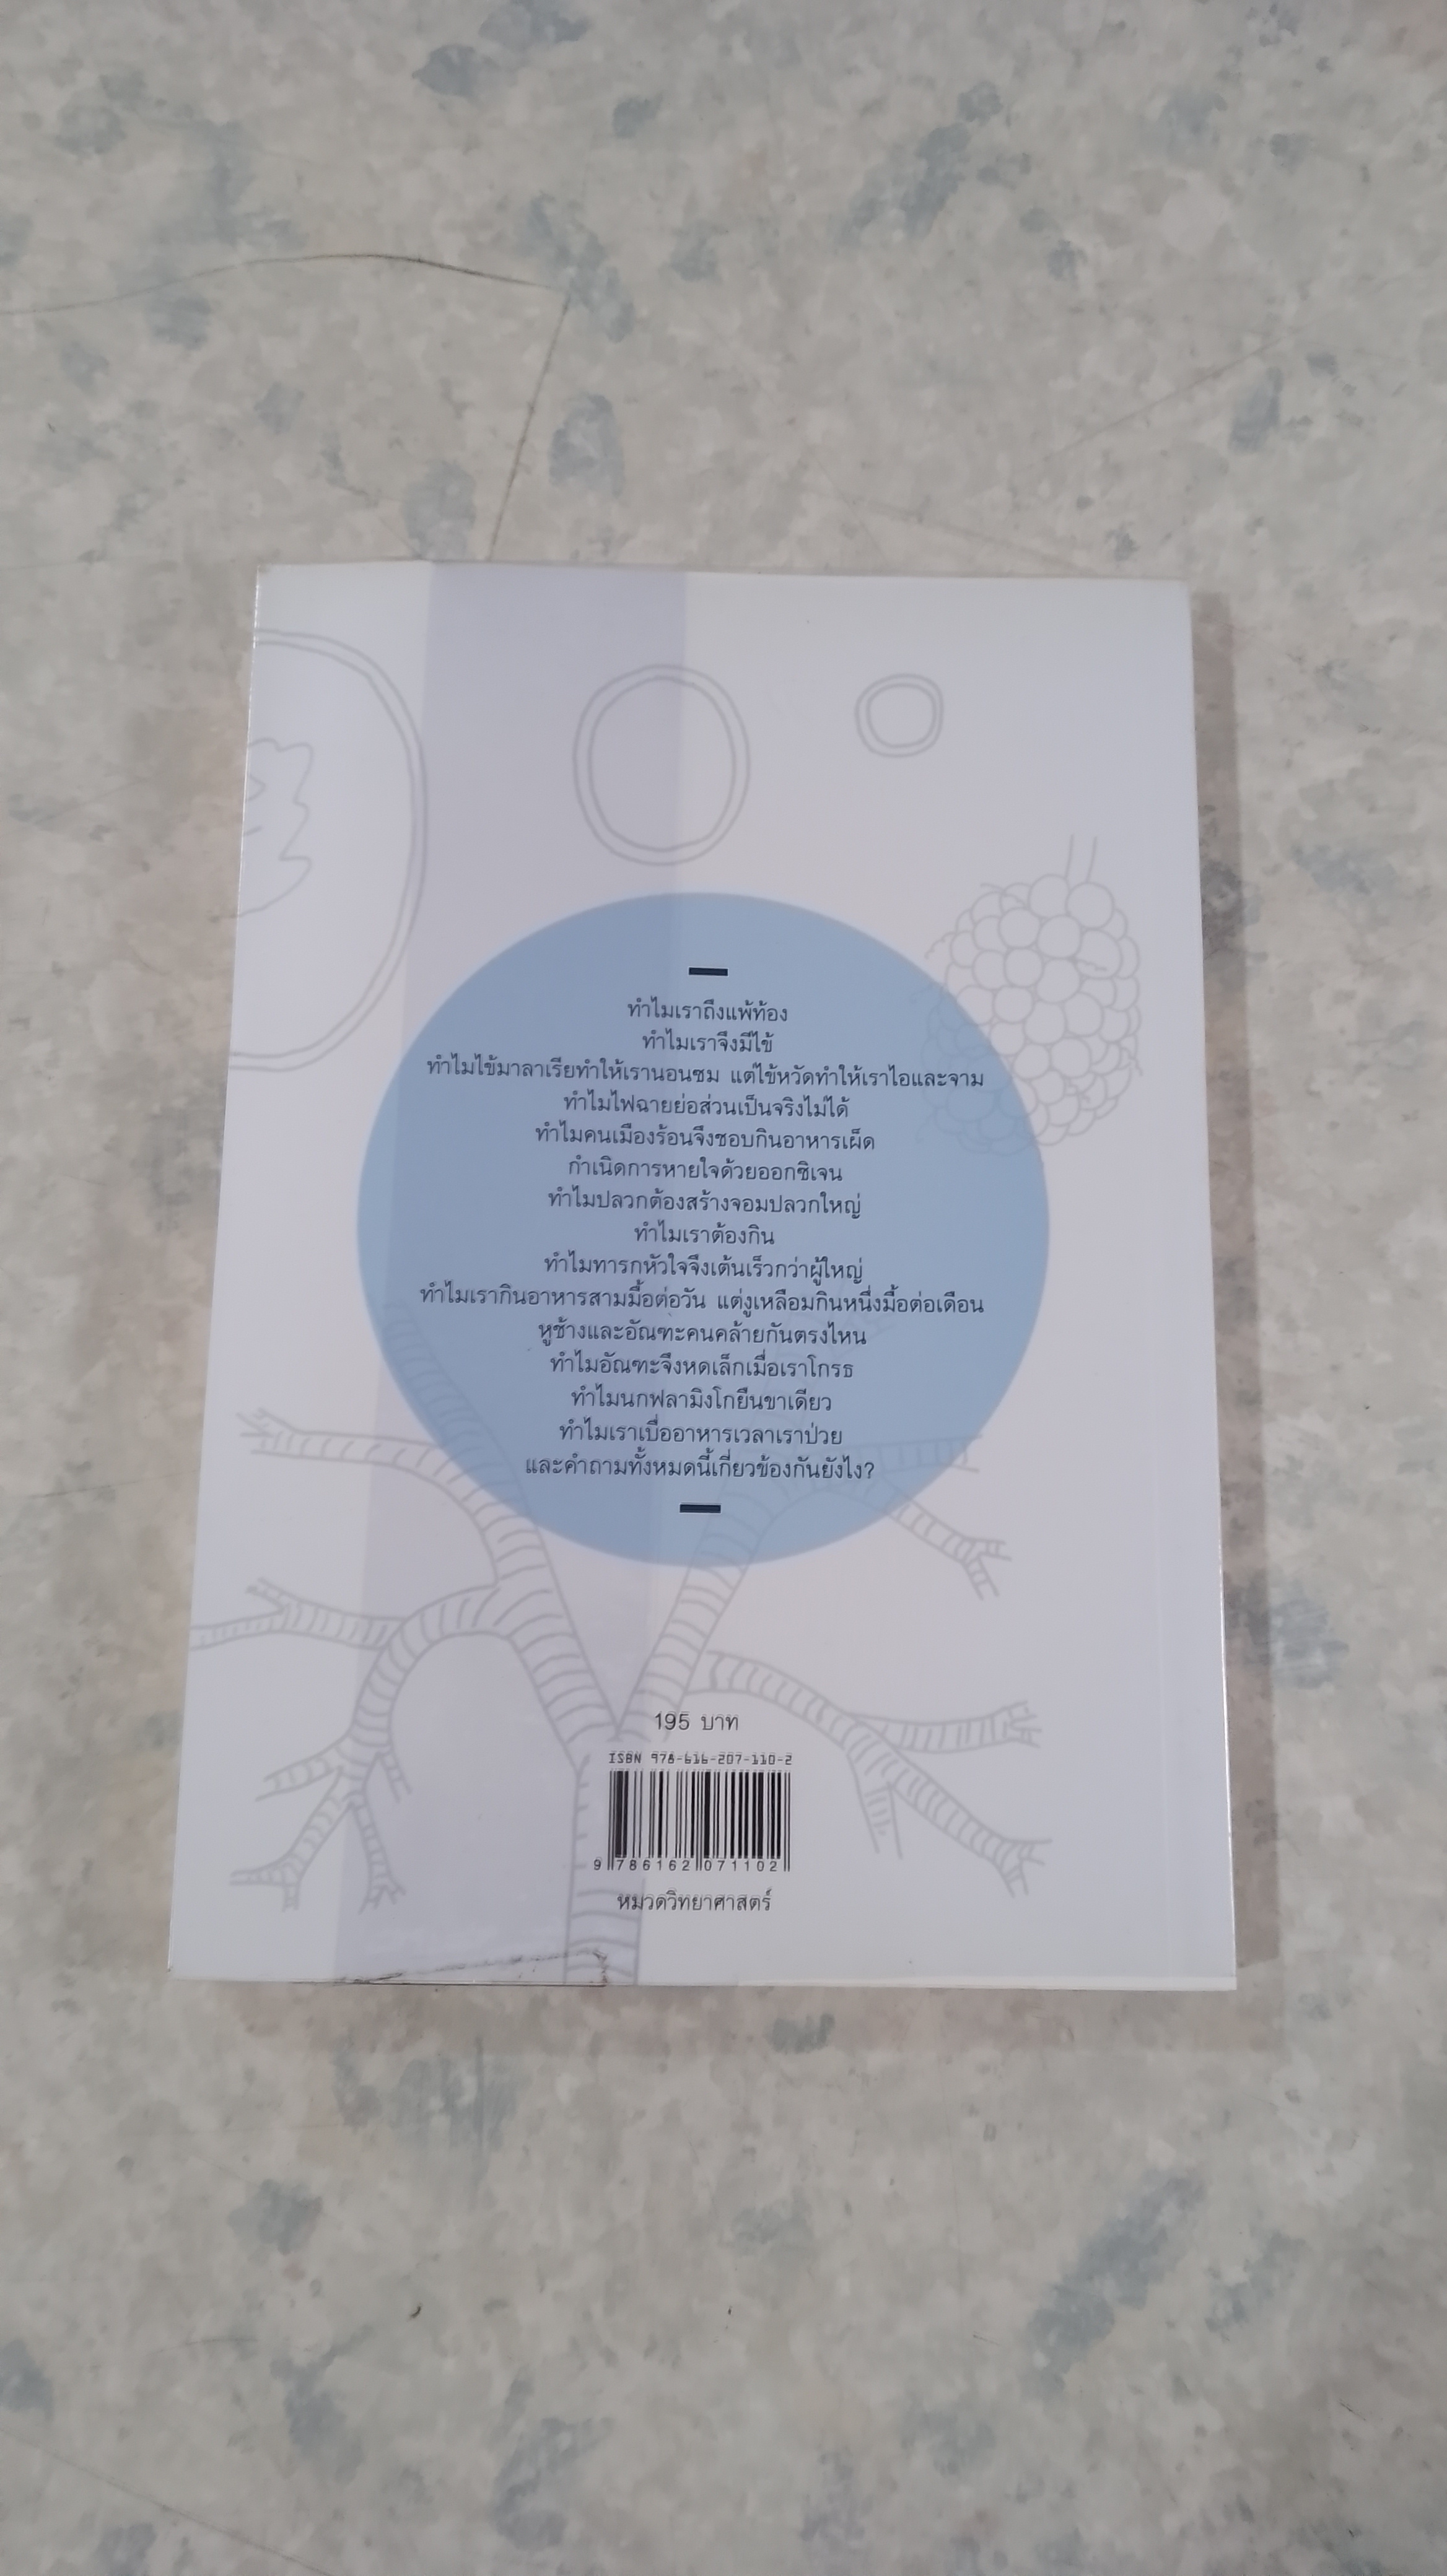 ทำไมเราถึงแพ้ท้อง
ทำไมเราจึงมีไข้
ทำไมไข้มาลาเรียทำให้เรานอนซม แต่ไข้หวัดทำให้เราไอและจาม
ทำไมไฟฉายย่อส่วนเป็นจริงไม่ได้
ทำไมคนเมืองร้อนจึงชอบกินอาหารเผ็ด
กำเนิดการหายใจด้วยออกซิเจน
ทำไมปลวกต้องสร้างจอมปลวกใหญ่
ทำไมเราต้องกิน
ทำไมทารกหัวใจจึงเต้นเร็วกว่าผู้ใหญ่
ทำไมเรากินอาหารสามมื้อต่อวัน แต่งูเหลือมกินหนึ่งมื้อต่อเดือน
หูช้างและอัณฑะคนคล้ายกันตรงไหน
ทำไมอัณฑะจึงหดเล็กเมื่อเราโกรธ
ทำไมนกฟลามิงโกยืนขาเดียว
ทำไมเราเบื่ออาหารเวลาเราป่วย
และคำถามทั้งหมดนี้เกี่ยวข้องกันยังไง?
195 บาท
ISBN 978-616-207-110-2
9 786162 071102
หมวดวิทยาศาสตร์